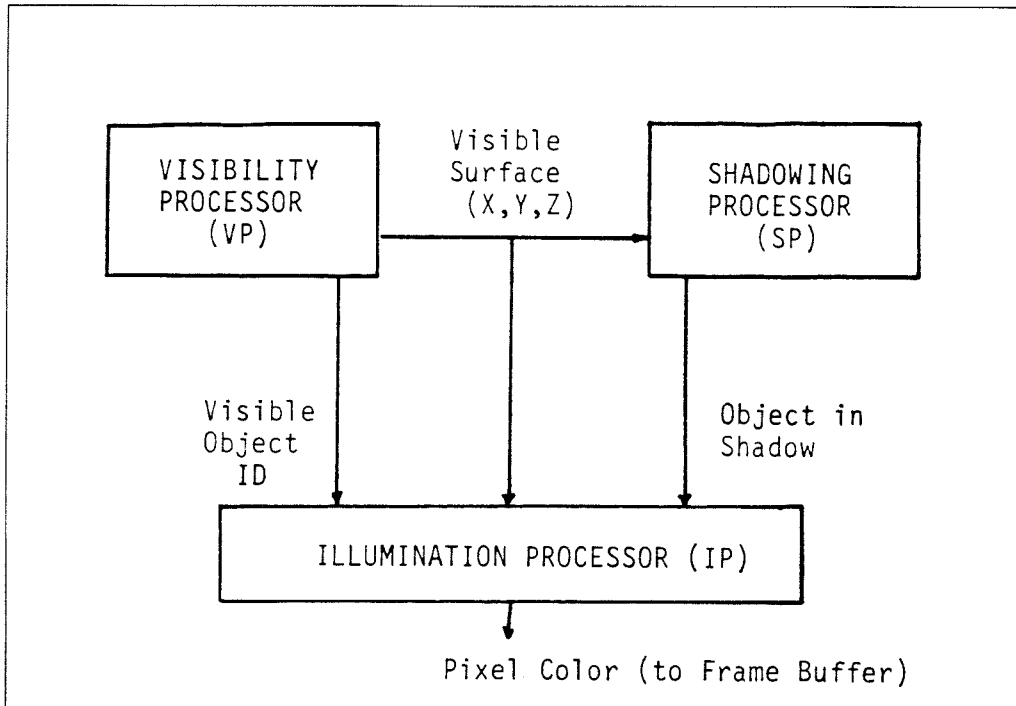 VISIBILITY
PROCESSOR
(VP)
Visible
Surface
(X,Y,Z)
SHADOWING
PROCESSOR
(SP)
Visible
Object
ID
Object in
Shadow
ILLUMINATION PROCESSOR (IP)
Pixel Color (to Frame Buffer)